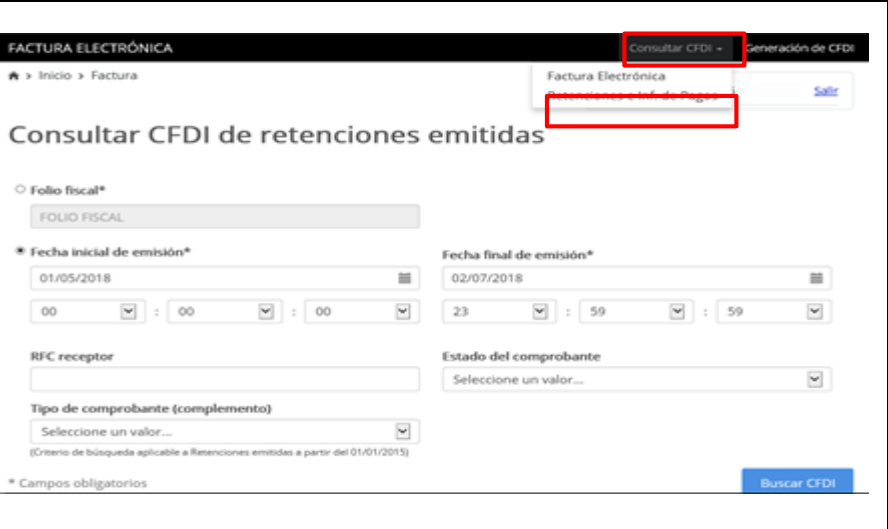 FACTURA ELECTRÓNICA
Consultar CFDI
Generación de CFDI
> Inicio > Factura
Factura Electrónica
Retenciones e Inf. de Pagos
Salir
Consultar CFDI de retenciones emitidas
Folio fiscal*
FOLIO FISCAL
Fecha inicial de emisión*
Fecha final de emisión*
01/05/2018
02/07/2018
00 : 00 : 00
23 : 59 : 59
RFC receptor
Estado del comprobante
Seleccione un valor...
Tipo de comprobante (complemento)
Seleccione un valor...
(Criterio de búsqueda aplicable a Retenciones emitidas a partir del 01/01/2015)
* Campos obligatorios
Buscar CFDI